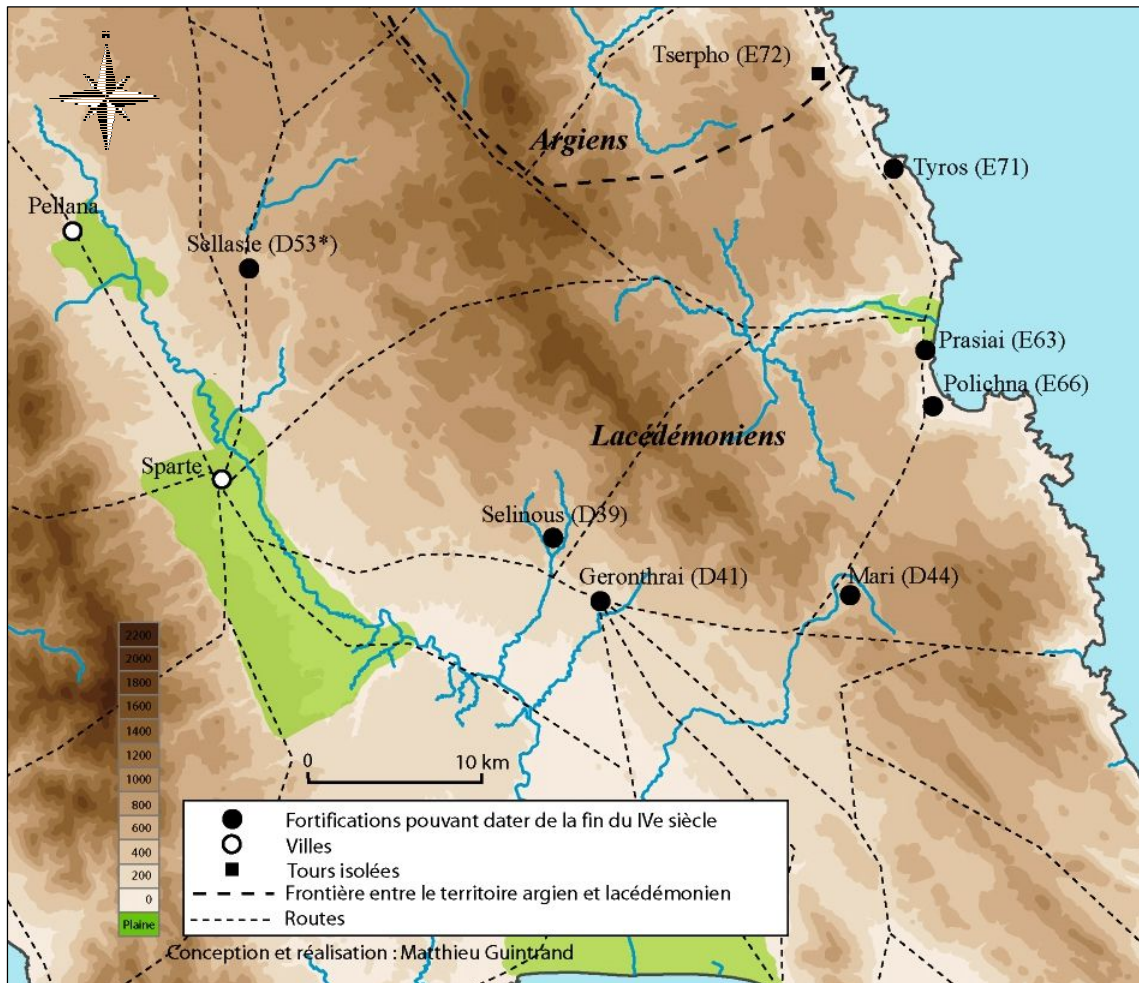 Tserpho (E72)
Argiens
Tyros (E71)
Pellana
Sellasie (D53*)
Prasiai (E63)
Polichna (E66)
Lacédémoniens
Sparte
Selinous (D39)
Geronthrai (D41)
Mari (D44)
2200
2000
1800
1600
1400
1200
1000
800
600
400
200
0
Plaine
0 10 km
Fortifications pouvant dater de la fin du IVe siècle
Villes
Tours isolées
Frontière entre le territoire argien et lacédémonien
Routes
Conception et réalisation : Matthieu Guintrand